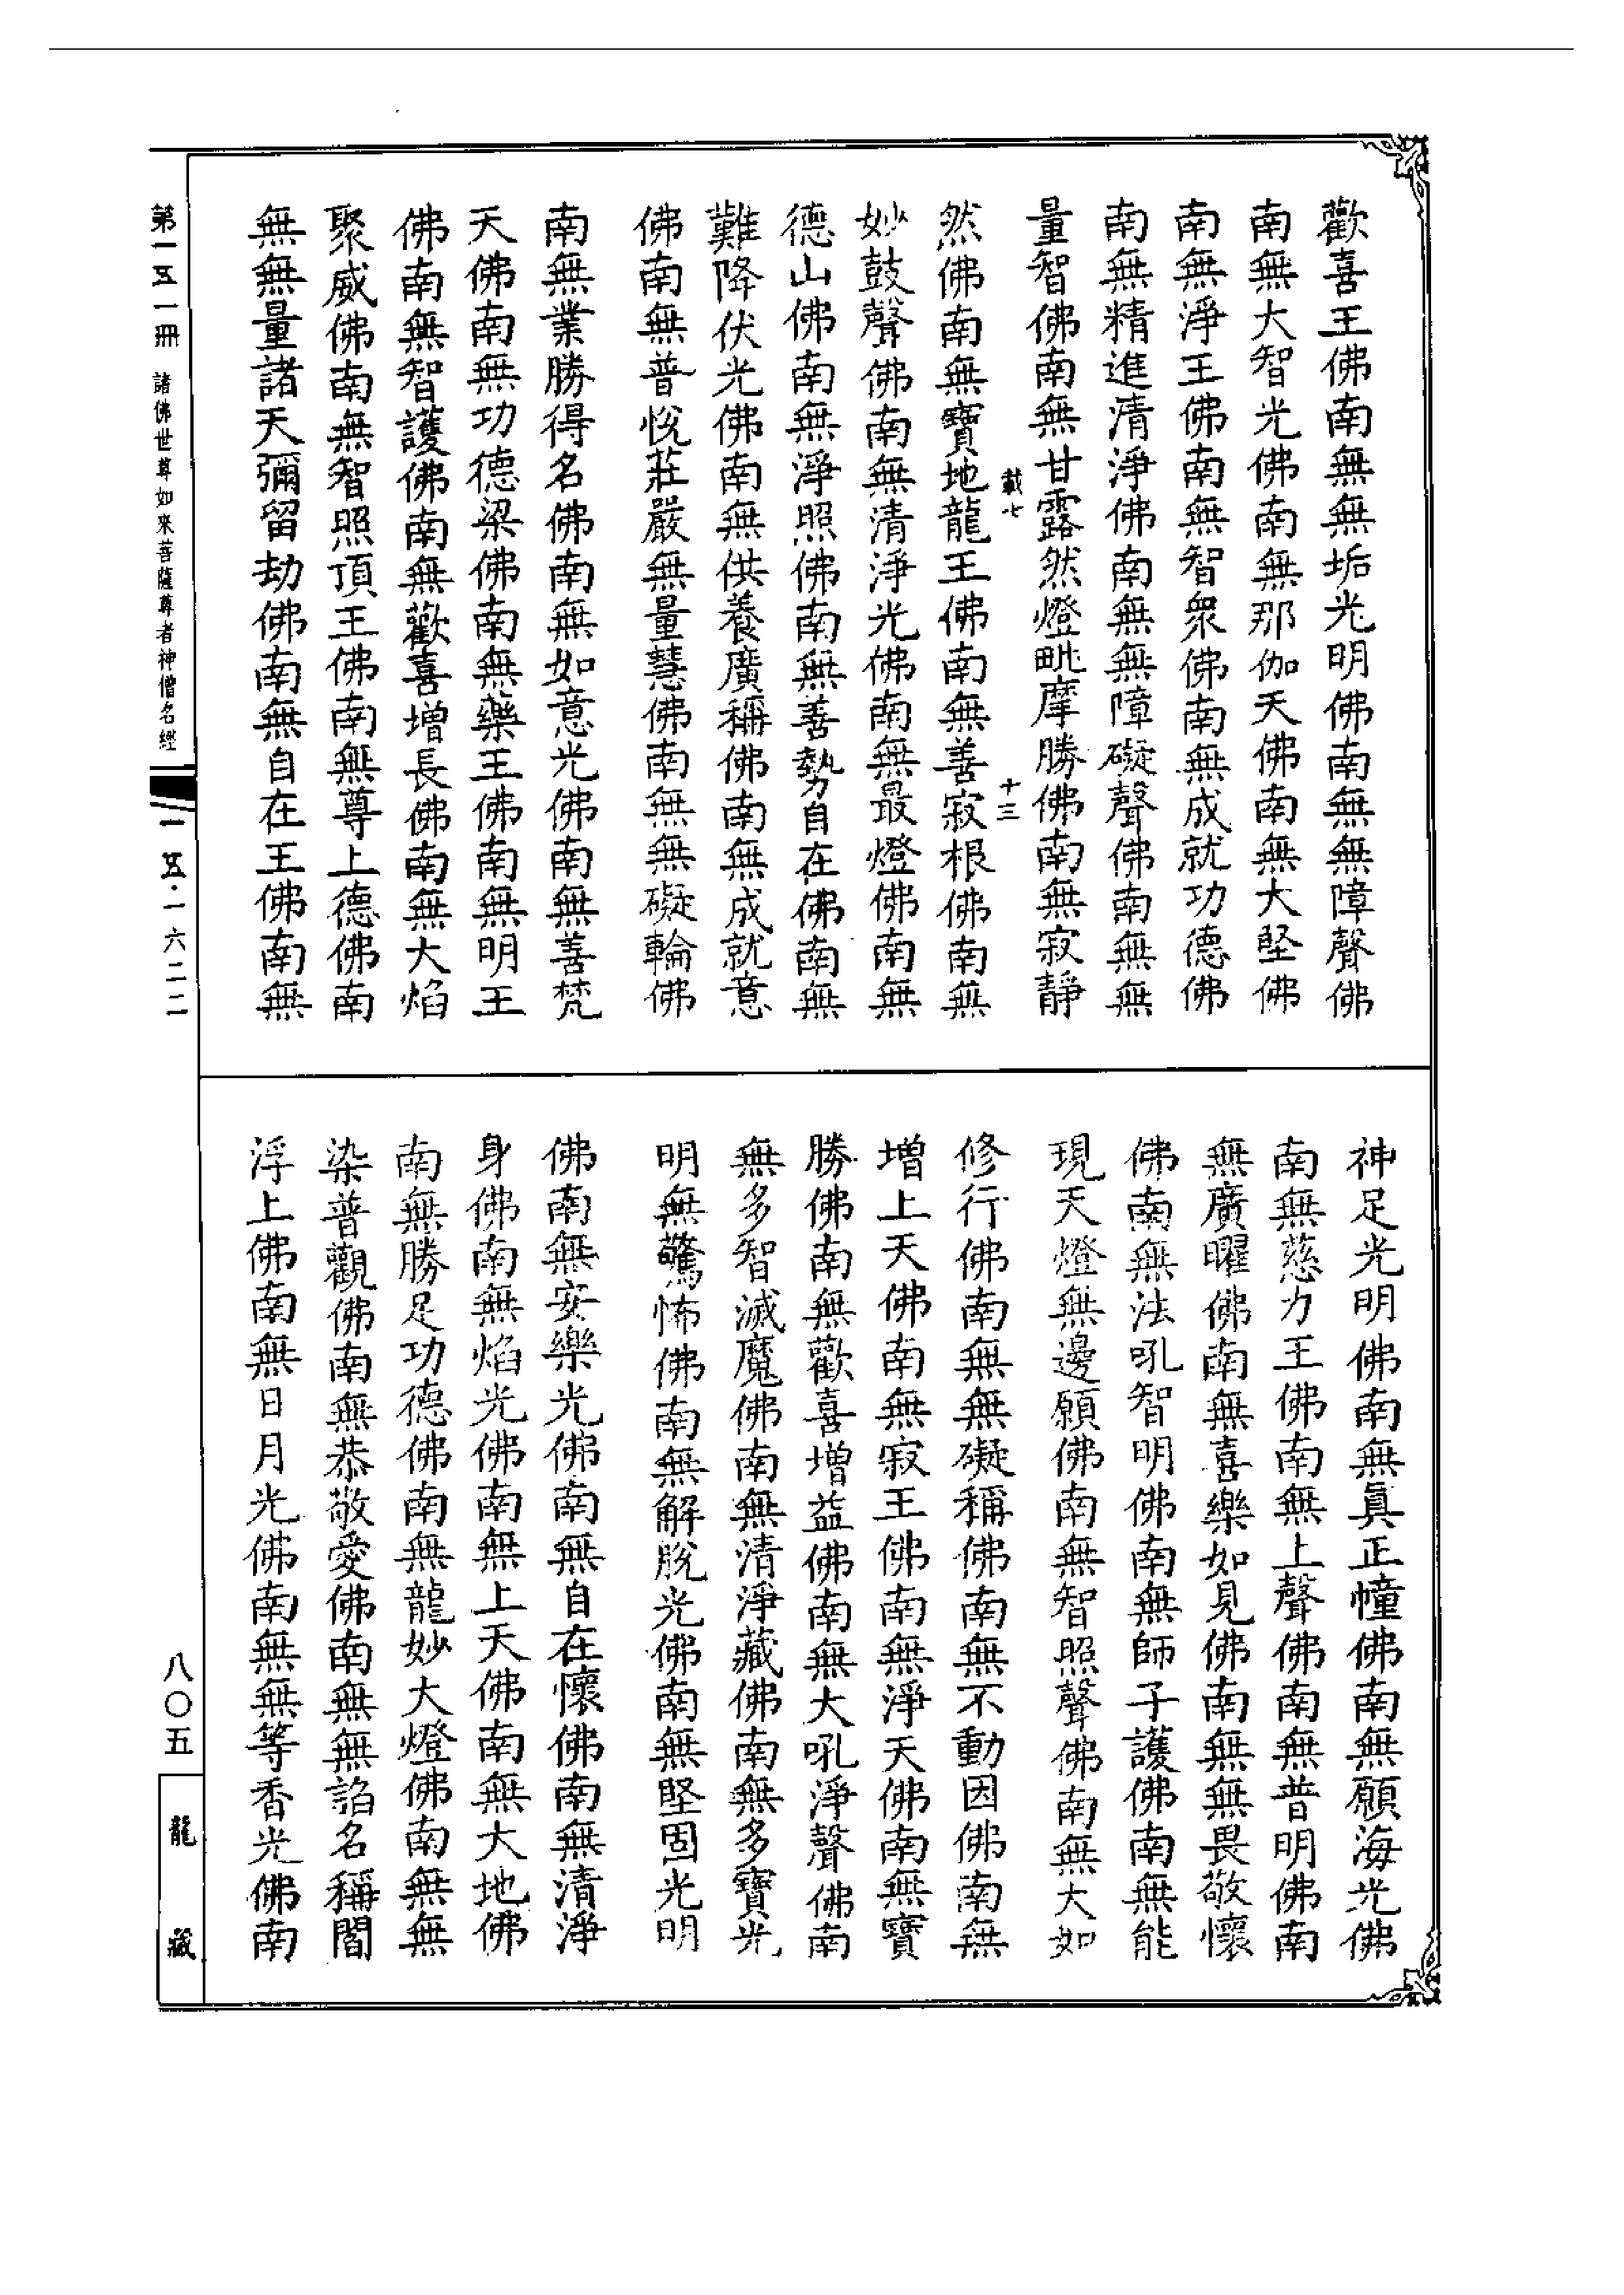 歡喜王佛南無無垢光明佛南無無障聲佛
南無大智光佛南無那伽天佛南無大堅佛
南無淨王佛南無智衆佛南無成就功德佛
南無精進清淨佛南無無障礙聲佛南無無
量智佛南無甘露然燈毗摩勝佛南無寂靜
載七 十三
然佛南無寶地龍王佛南無善寂根佛南無
妙鼓聲佛南無清淨光佛南無最燈佛南無
德山佛南無淨照佛南無善勢自在佛南無
難降伏光佛南無供養廣稱佛南無成就意
佛南無普悅莊嚴無量慧佛南無無礙輪佛
南無業勝得名佛南無如意光佛南無善梵
天佛南無功德梁佛南無藥王佛南無明王
佛南無智護佛南無歡喜增長佛南無大焰
聚威佛南無智照頂王佛南無尊上德佛南
無無量諸天彌留劫佛南無自在王佛南無
神足光明佛南無眞正幢佛南無願海光佛
南無慈力王佛南無上聲佛南無普明佛南
無廣曜佛南無喜樂如見佛南無無畏敬懷
佛南無法吼智明佛南無師子護佛南無能
現天燈無邊願佛南無智照聲佛南無大如
修行佛南無無礙稱佛南無不動因佛南無
增上天佛南無寂王佛南無淨天佛南無寶
勝佛南無歡喜增益佛南無大吼淨聲佛南
無多智滅魔佛南無清淨藏佛南無多寶光
明無驚怖佛南無解脫光佛南無堅固光明
佛南無安樂光佛南無自在懷佛南無清淨
身佛南無焰光佛南無上天佛南無大地佛
南無勝足功德佛南無龍妙大燈佛南無無
染普觀佛南無恭敬愛佛南無無諂名稱閻
浮上佛南無日月光佛南無無等香光佛南
第一五一冊 諸佛世尊如來菩薩尊者神僧名經
一五·一六二二
八〇五
龍藏